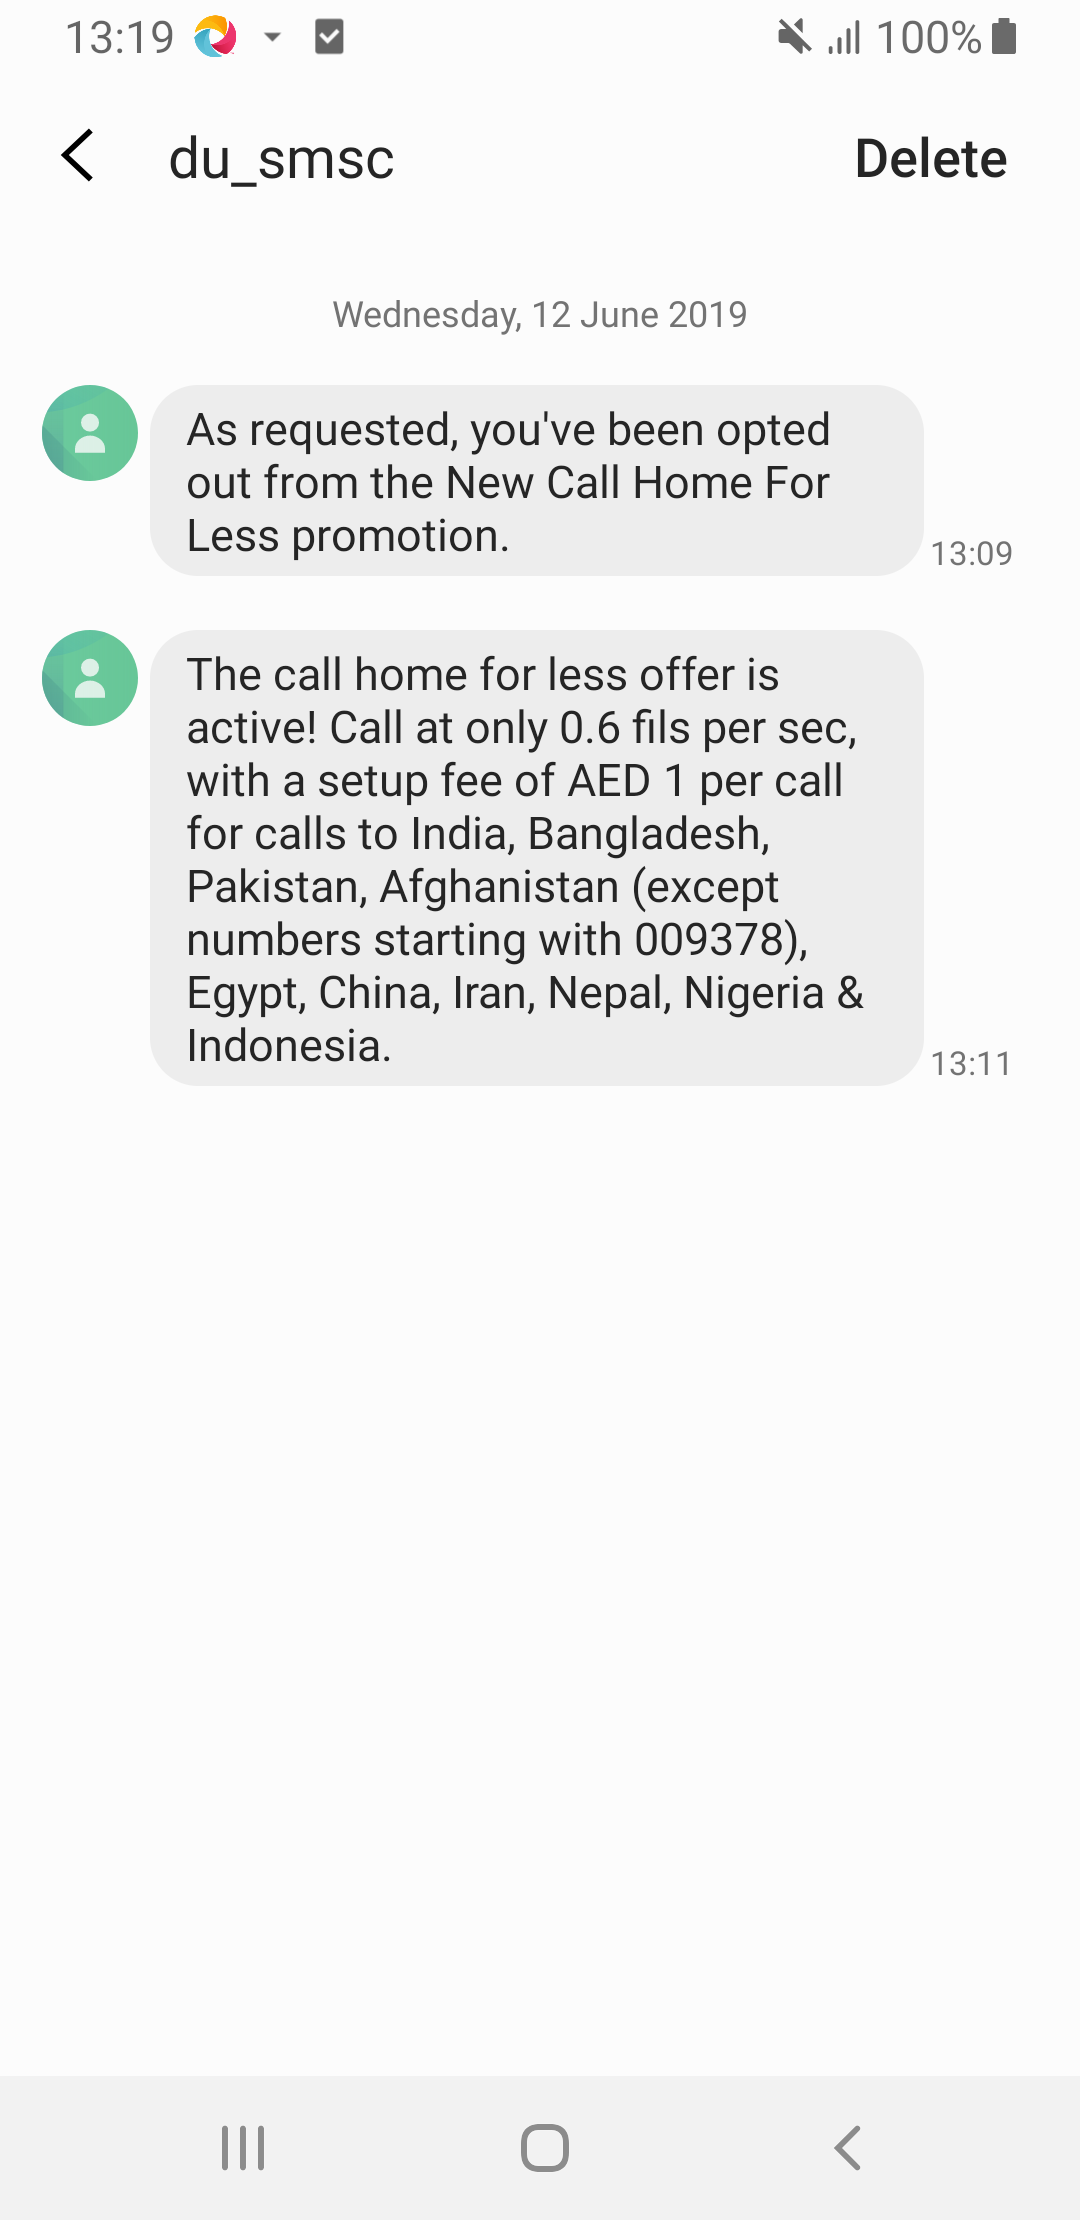 13:19
100%
du_smsc
Delete
Wednesday, 12 June 2019
As requested, you've been opted
out from the New Call Home For
Less promotion.
13:09
The call home for less offer is
active! Call at only 0.6 fils per sec,
with a setup fee of AED 1 per call
for calls to India, Bangladesh,
Pakistan, Afghanistan (except
numbers starting with 009378),
Egypt, China, Iran, Nepal, Nigeria &
Indonesia.
13:11